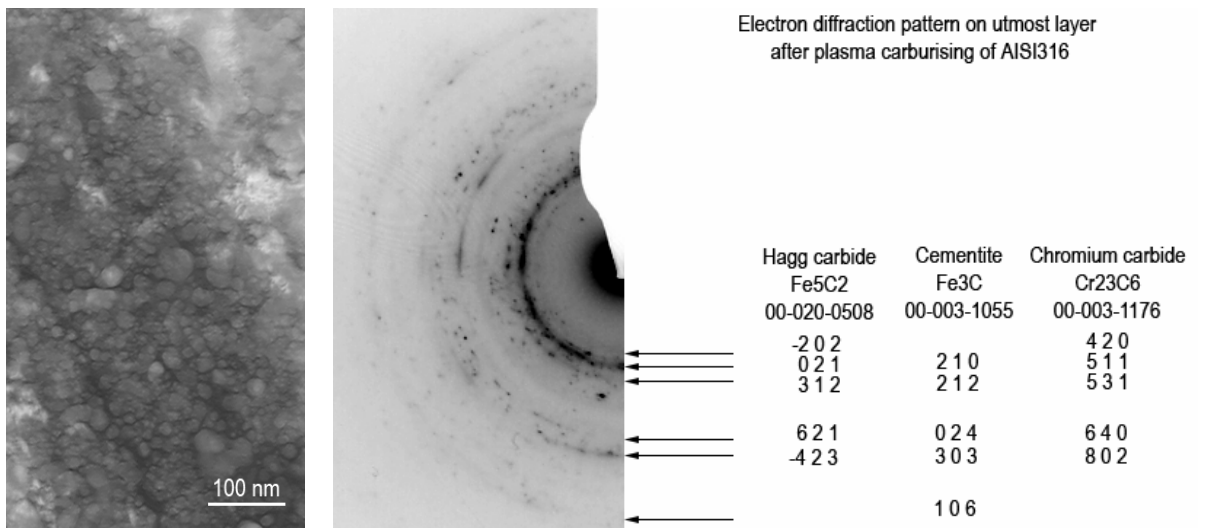 Electron diffraction pattern on utmost layer
after plasma carburising of AISI316
Hagg carbide Cementite Chromium carbide
Fe5C2 Fe3C Cr23C6
00-020-0508 00-003-1055 00-003-1176
-2 0 2 4 2 0
0 2 1 2 1 0 5 1 1
3 1 2 2 1 2 5 3 1
6 2 1 0 2 4 6 4 0
-4 2 3 3 0 3 8 0 2
1 0 6
100 nm